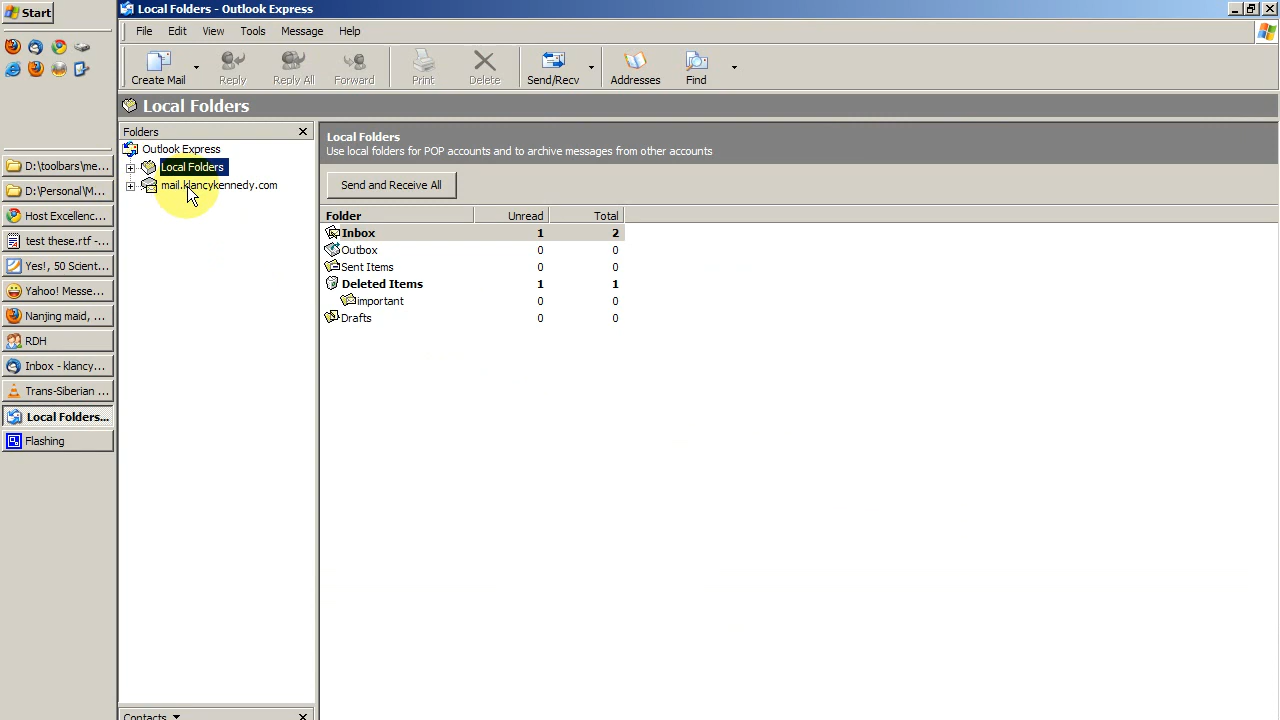 Start
Local Folders - Outlook Express
File Edit View Tools Message Help
Create Mail Reply Reply All Forward Print Delete Send/Recv Addresses Find
Local Folders
Folders
Outlook Express
Local Folders
mail.klancykennedy.com
Contacts
Local Folders
Use local folders for POP accounts and to archive messages from other accounts
Send and Receive All
Folder Unread Total
Inbox 1 2
Outbox 0 0
Sent Items 0 0
Deleted Items 1 1
important 0 0
Drafts 0 0
D:\toolbars\me...
D:\Personal\M...
Host Excellenc...
test these.rtf -...
Yes!, 50 Scient...
Yahoo! Messe...
Nanjing maid, ...
RDH
Inbox - klancy...
Trans-Siberian ...
Local Folders...
Flashing